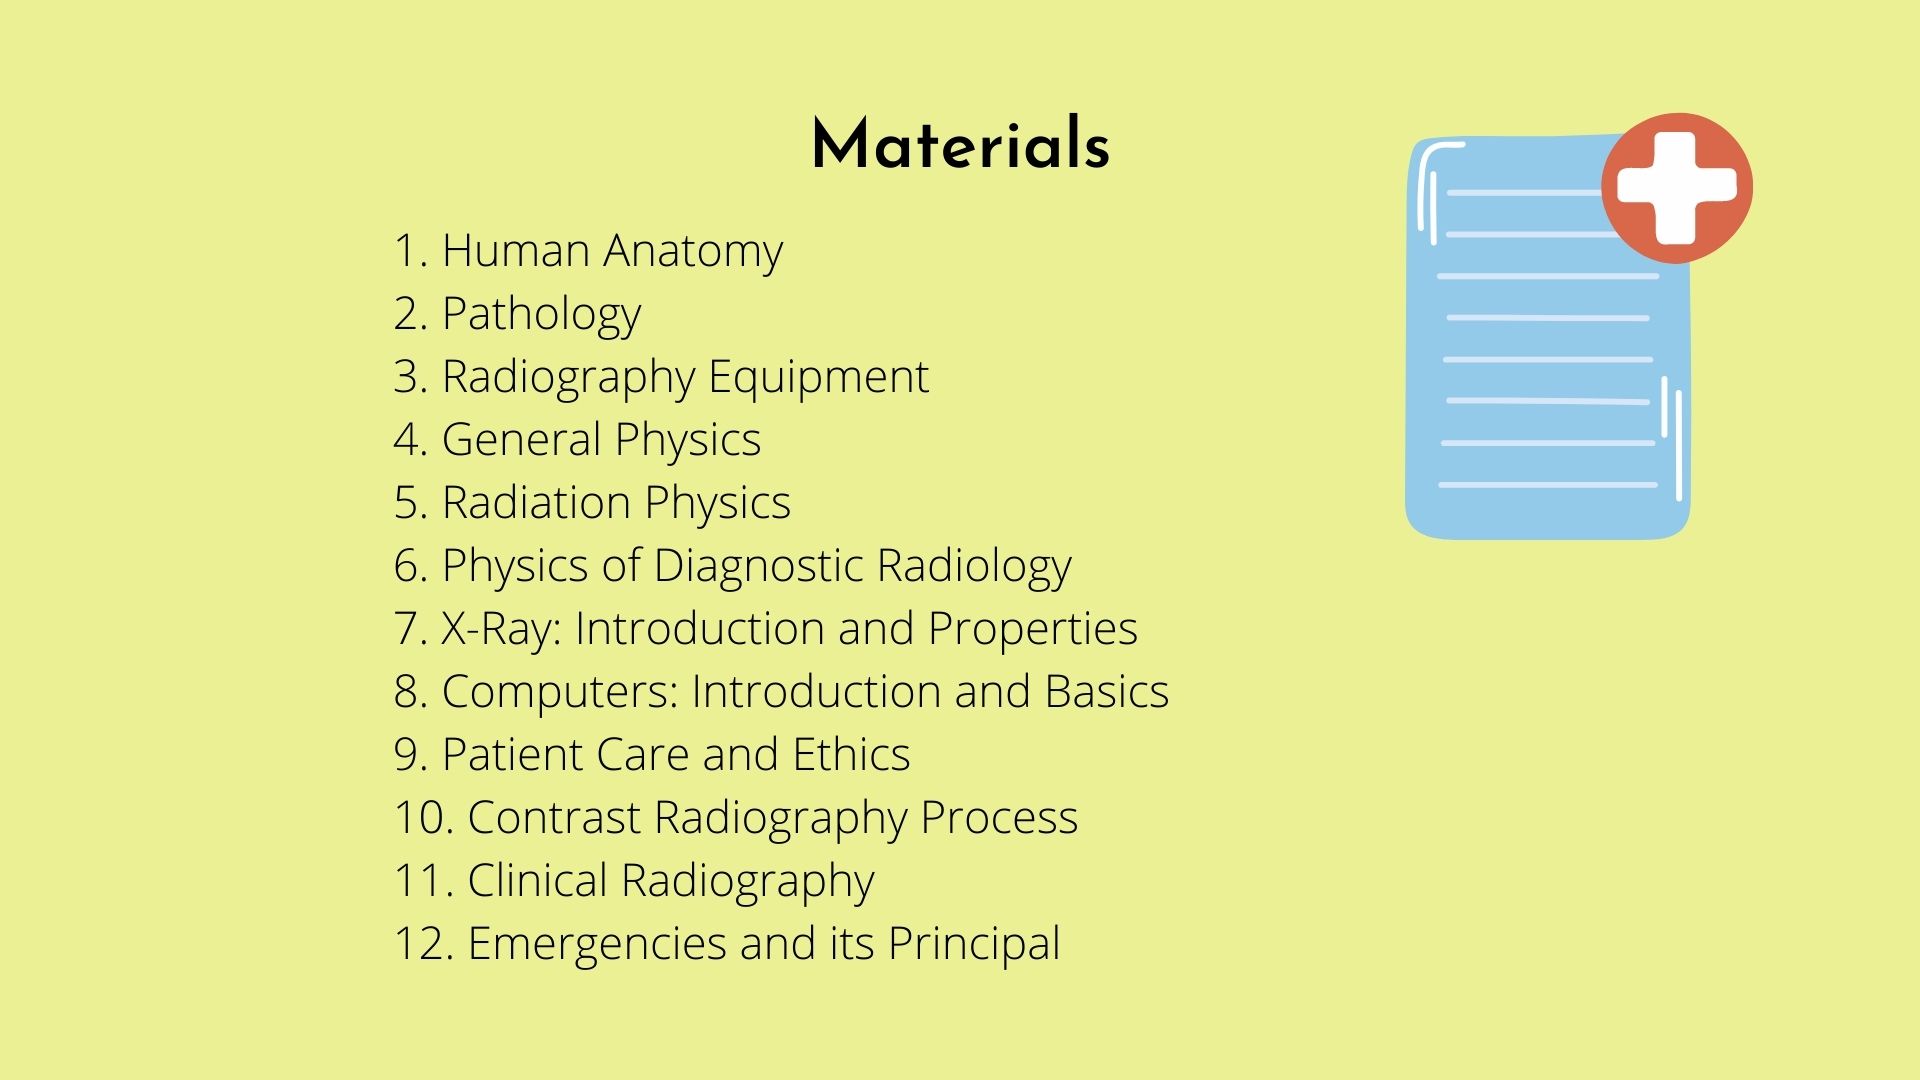 Materials
1. Human Anatomy
2. Pathology
3. Radiography Equipment
4. General Physics
5. Radiation Physics
6. Physics of Diagnostic Radiology
7. X-Ray: Introduction and Properties
8. Computers: Introduction and Basics
9. Patient Care and Ethics
10. Contrast Radiography Process
11. Clinical Radiography
12. Emergencies and its Principal